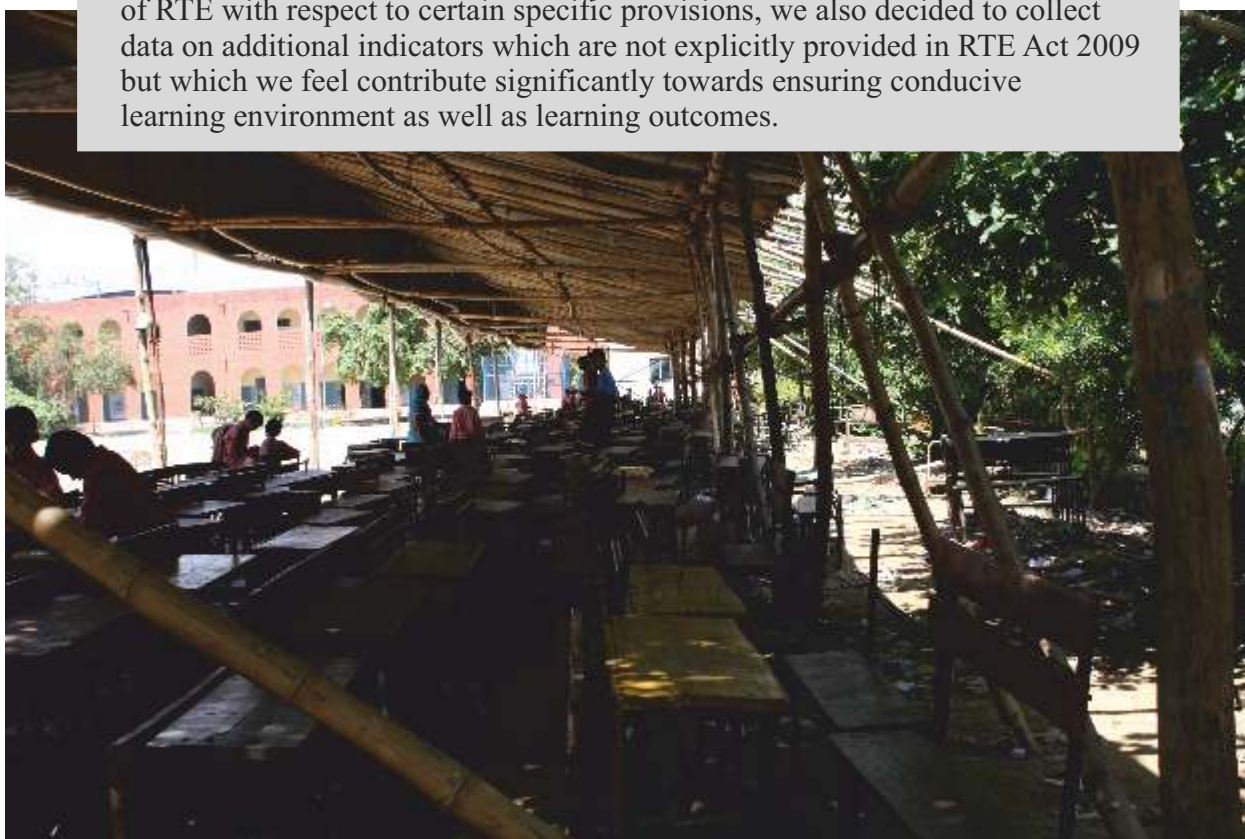 of RTE with respect to certain specific provisions, we also decided to collect
data on additional indicators which are not explicitly provided in RTE Act 2009
but which we feel contribute significantly towards ensuring conducive
learning environment as well as learning outcomes.